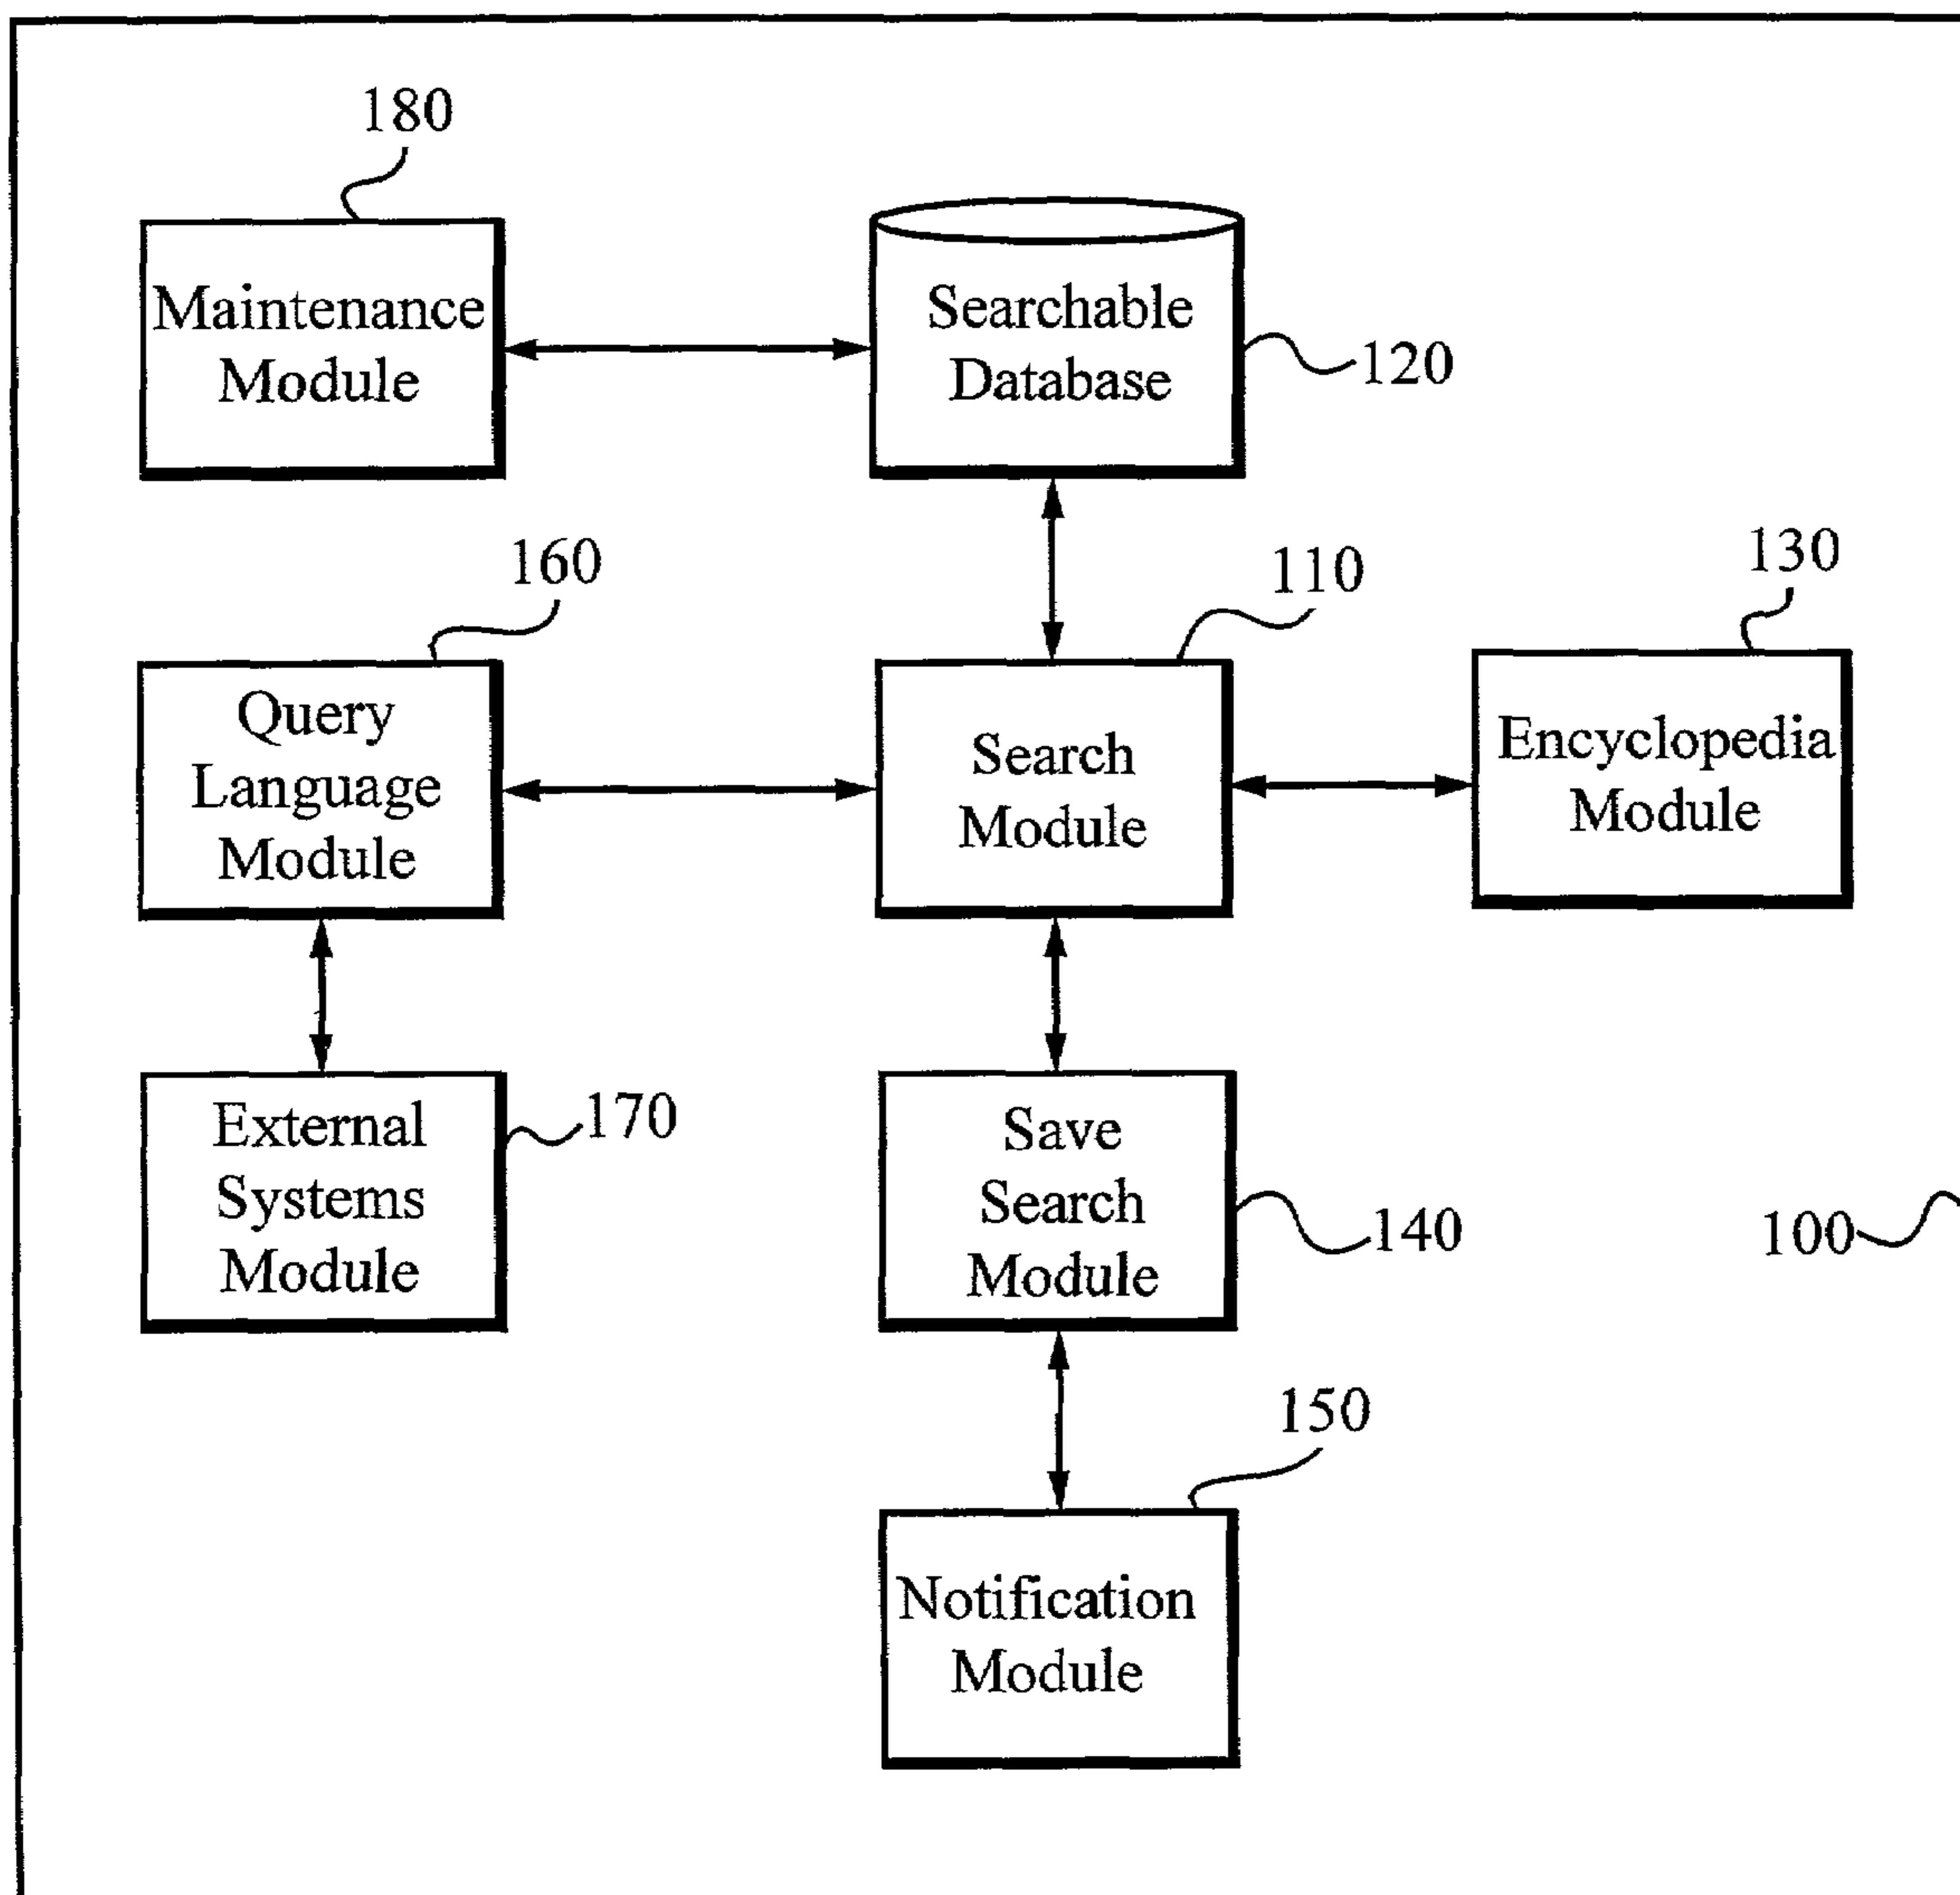 180
Maintenance
Module
Searchable
Database
120
160
110
130
Query
Language
Module
Search
Module
Encyclopedia
Module
External
Systems
Module
170
Save
Search
Module
140
100
150
Notification
Module